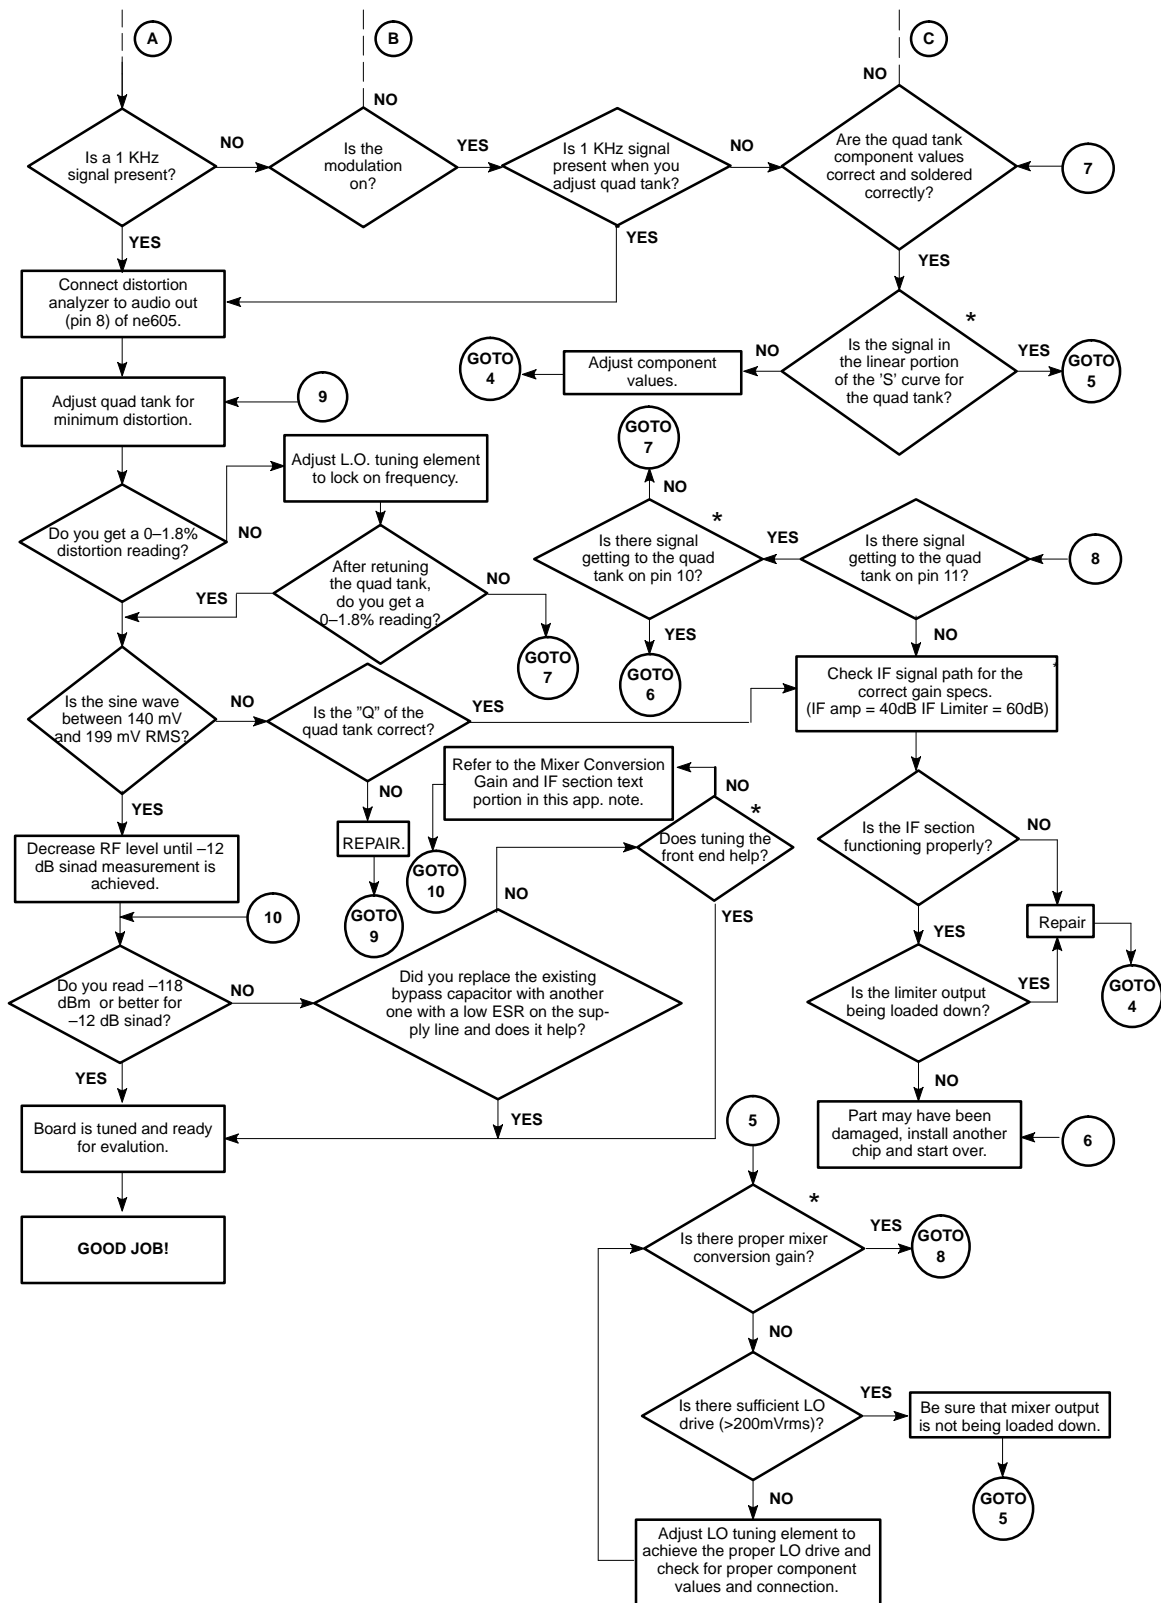 A
B
C
NO
NO
Is a 1 KHz
signal present?
NO
Is the
modulation
on?
YES
Is 1 KHz signal
present when you
adjust quad tank?
NO
Are the quad tank
component values
correct and soldered
correctly?
7
YES
YES
YES
Connect distortion
analyzer to audio out
(pin 8) of ne605.
*
Is the signal in
the linear portion
of the 'S' curve for
the quad tank?
NO
YES
GOTO
5
Adjust component
values.
GOTO
4
Adjust quad tank for
minimum distortion.
9
GOTO
7
NO
Adjust L.O. tuning element
to lock on frequency.
Do you get a 0–1.8%
distortion reading?
NO
*
Is there signal
getting to the quad
tank on pin 10?
YES
Is there signal
getting to the quad
tank on pin 11?
8
After retuning
the quad tank,
do you get a
0–1.8% reading?
YES
NO
GOTO
7
YES
GOTO
6
NO
Check IF signal path for the
correct gain specs.
(IF amp = 40dB IF Limiter = 60dB)
*
Is the sine wave
between 140 mV
and 199 mV RMS?
NO
Is the "Q" of the
quad tank correct?
YES
Refer to the Mixer Conversion
Gain and IF section text
portion in this app. note.
NO
*
Does tuning the
front end help?
NO
REPAIR.
GOTO
9
GOTO
10
YES
Decrease RF level until –12
dB sinad measurement is
achieved.
Is the IF section
functioning properly?
NO
Repair
GOTO
4
YES
10
NO
YES
Do you read –118
dBm or better for
–12 dB sinad?
NO
Did you replace the existing
bypass capacitor with another
one with a low ESR on the sup-
ply line and does it help?
Is the limiter output
being loaded down?
YES
YES
YES
NO
Board is tuned and ready
for evalution.
5
Part may have been
damaged, install another
chip and start over.
6
GOOD JOB!
*
Is there proper mixer
conversion gain?
YES
GOTO
8
NO
Is there sufficient LO
drive (>200mVrms)?
YES
Be sure that mixer output
is not being loaded down.
GOTO
5
NO
Adjust LO tuning element to
achieve the proper LO drive and
check for proper component
values and connection.